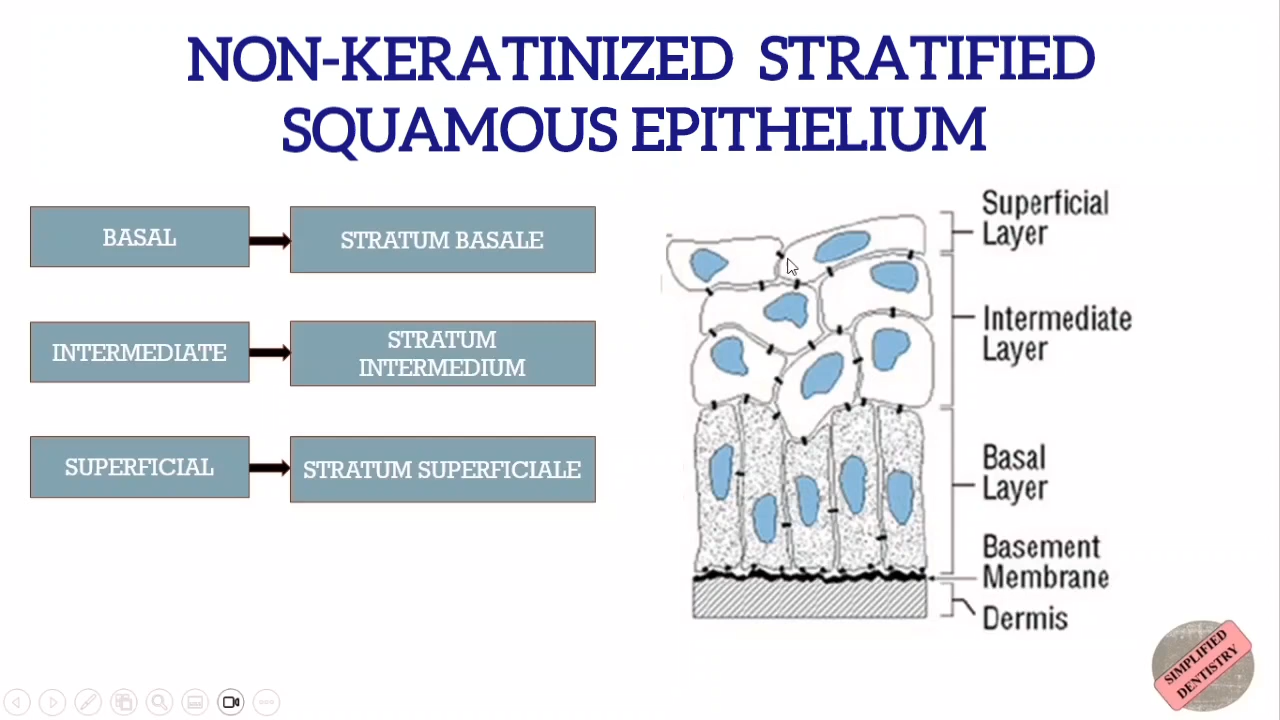 NON-KERATINIZED STRATIFIED
SQUAMOUS EPITHELIUM
BASAL
STRATUM BASALE
INTERMEDIATE
STRATUM
INTERMEDIUM
SUPERFICIAL
STRATUM SUPERFICIALE
Superficial
Layer
Intermediate
Layer
Basal
Layer
Basement
Membrane
Dermis
SIMPLIFIED
DENTISTRY